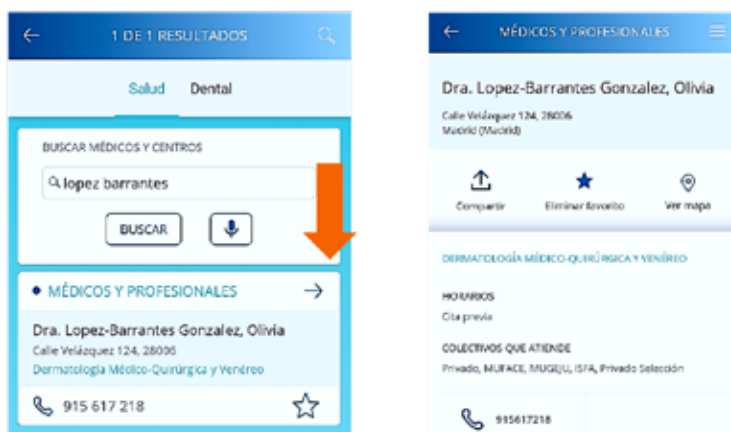 1 DE 1 RESULTADOS
Salud Dental
BUSCAR MÉDICOS Y CENTROS
lopez barrantes
BUSCAR
MÉDICOS Y PROFESIONALES
Dra. Lopez-Barrantes Gonzalez, Olivia
Calle Velázquez 124, 28006
Dermatología Médico-Quirúrgica y Venéreo
915 617 218
MÉDICOS Y PROFESIONALES
Dra. Lopez-Barrantes Gonzalez, Olivia
Calle Velázquez 124, 28006
Madrid (Madrid)
Compartir Eliminar favorito Ver mapa
DERMATOLOGÍA MÉDICO-QUIRÚRGICA Y VENÉREO
HORARIOS
Cita previa
COLECTIVOS QUE ATIENDE
Privado, MUFACE, MUGEJU, ISFA, Privado Selección
915617218